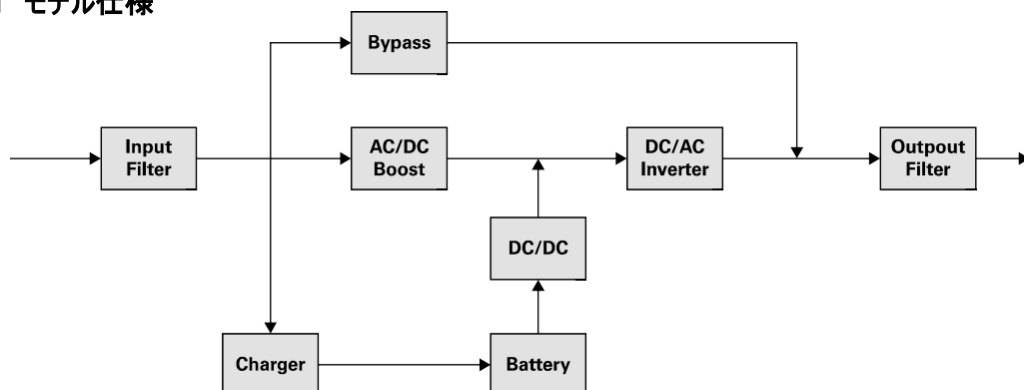 モデル仕様
Bypass
Input
Filter
AC/DC
Boost
DC/AC
Inverter
Outpout
Filter
DC/DC
Charger
Battery